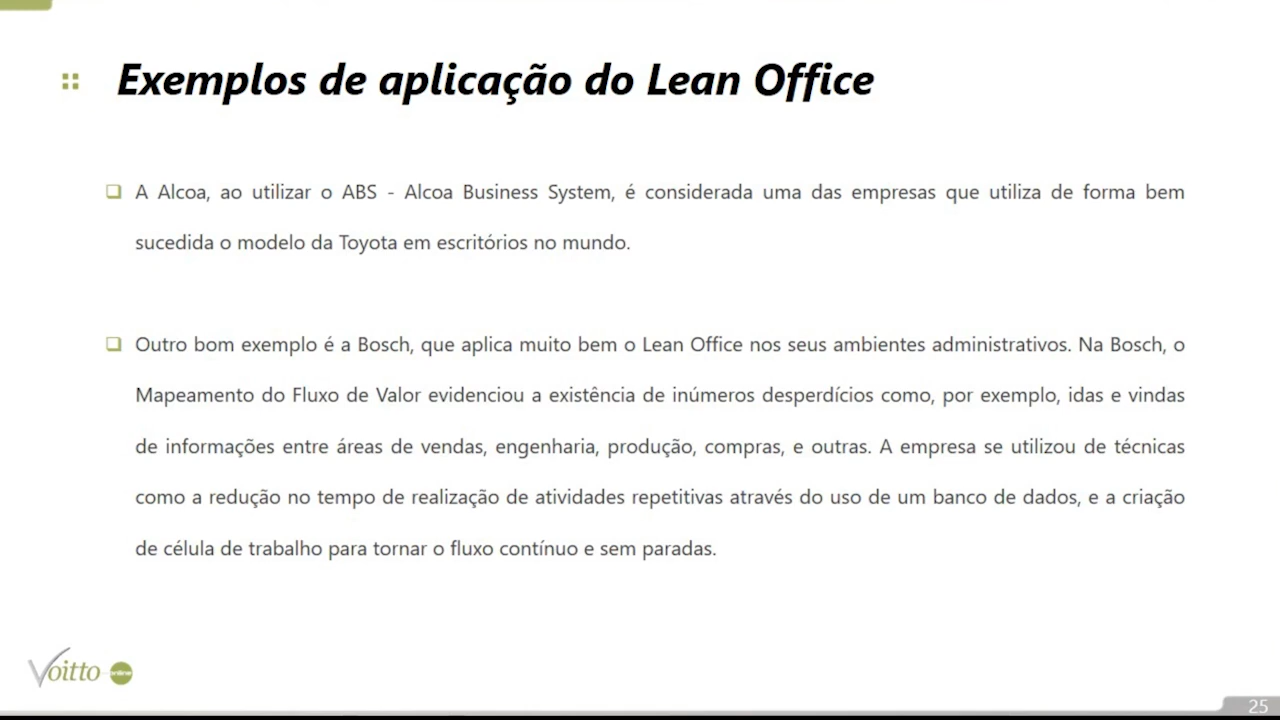 Exemplos de aplicação do Lean Office
A Alcoa, ao utilizar o ABS - Alcoa Business System, é considerada uma das empresas que utiliza de forma bem
sucedida o modelo da Toyota em escritórios no mundo.
Outro bom exemplo é a Bosch, que aplica muito bem o Lean Office nos seus ambientes administrativos. Na Bosch, o
Mapeamento do Fluxo de Valor evidenciou a existência de inúmeros desperdícios como, por exemplo, idas e vindas
de informações entre áreas de vendas, engenharia, produção, compras, e outras. A empresa se utilizou de técnicas
como a redução no tempo de realização de atividades repetitivas através do uso de um banco de dados, e a criação
de célula de trabalho para tornar o fluxo contínuo e sem paradas.
Voitto online
25